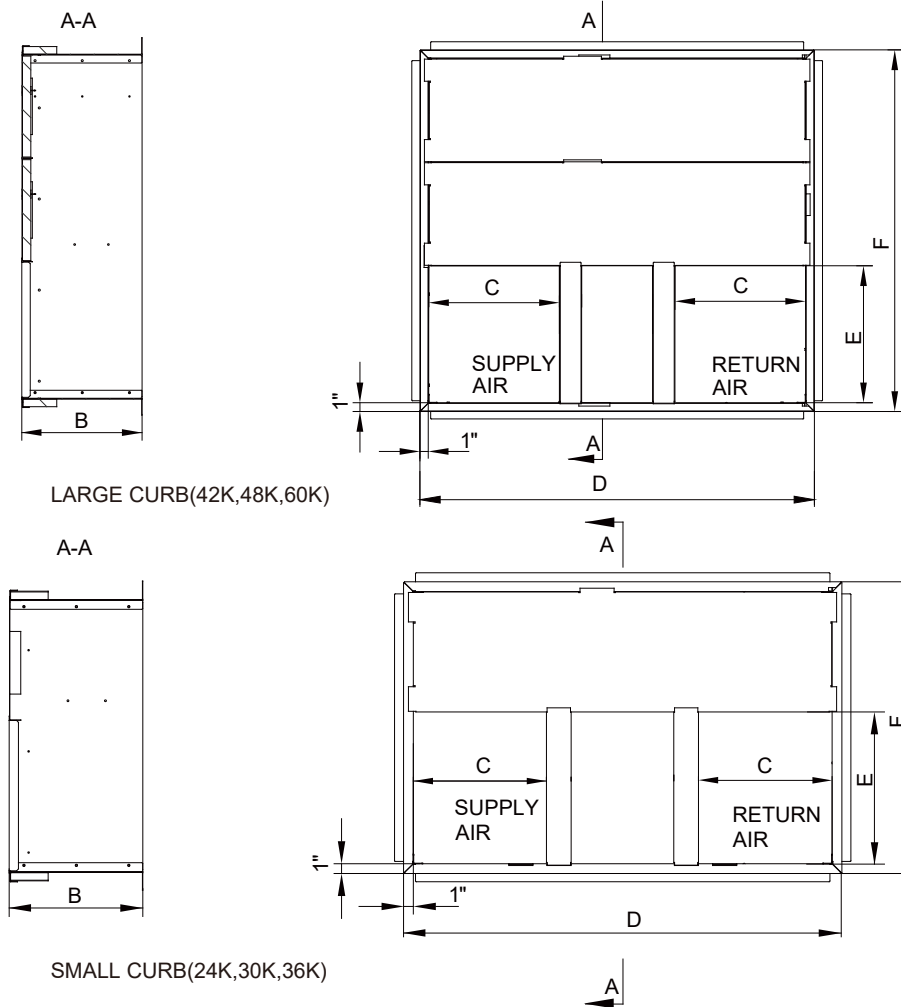 A-A
A
B
C
C
SUPPLY
AIR
RETURN
AIR
E
F
1"
1"
A
D
LARGE CURB(42K,48K,60K)
A-A
A
B
C
C
SUPPLY
AIR
RETURN
AIR
E
1"
1"
D
SMALL CURB(24K,30K,36K)
A